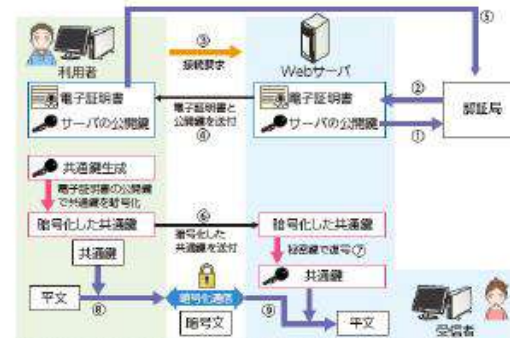 ⑤
③
接続要求
利用者
Webサーバ
電子証明書
サーバの公開鍵
電子証明書と
公開鍵を送付
④
電子証明書
サーバの公開鍵
②
①
認証局
共通鍵生成
電子証明書の公開鍵
で共通鍵を暗号化
暗号化した共通鍵
⑥
暗号化した
共通鍵を送付
暗号化した共通鍵
秘密鍵で復号⑦
共通鍵
共通鍵
平文
⑧
暗号化通信
暗号文
⑨
平文
受信者